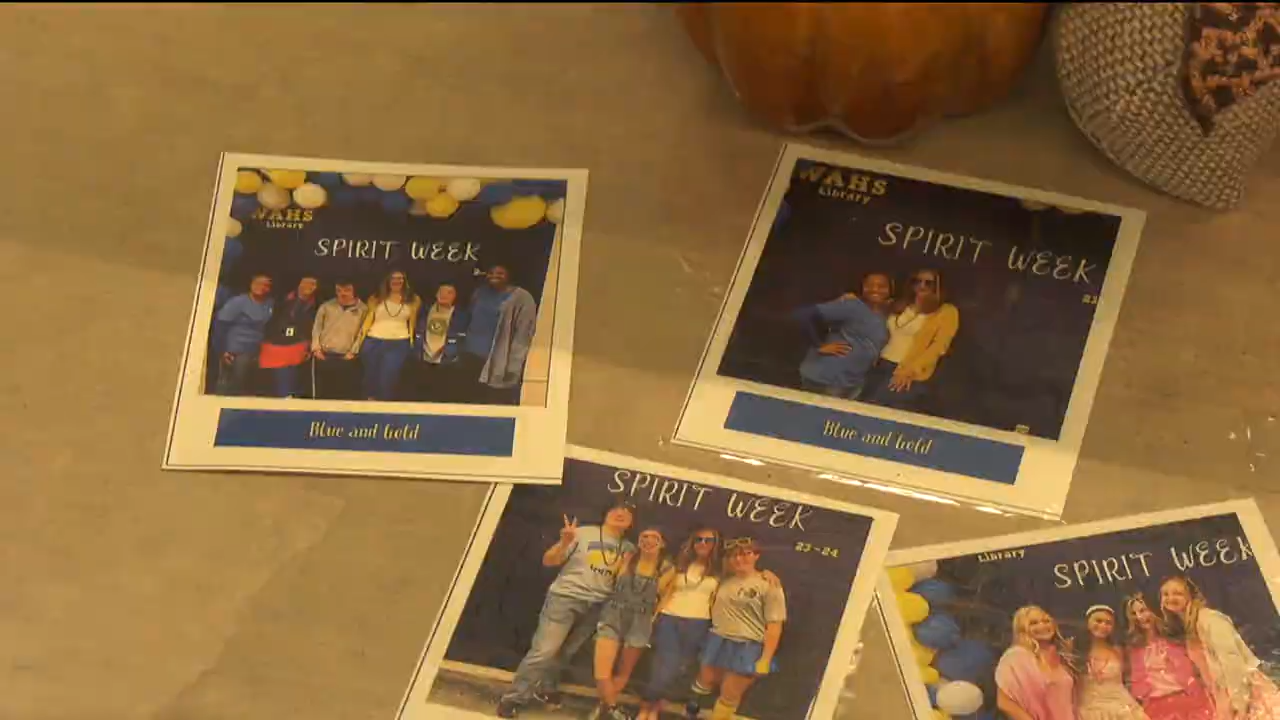 WAHS
Library
SPIRIT WEEK
Blue and Gold
WAHS
Library
SPIRIT WEEK
Blue and Gold
SPIRIT WEEK
23-24
Library
SPIRIT WEEK